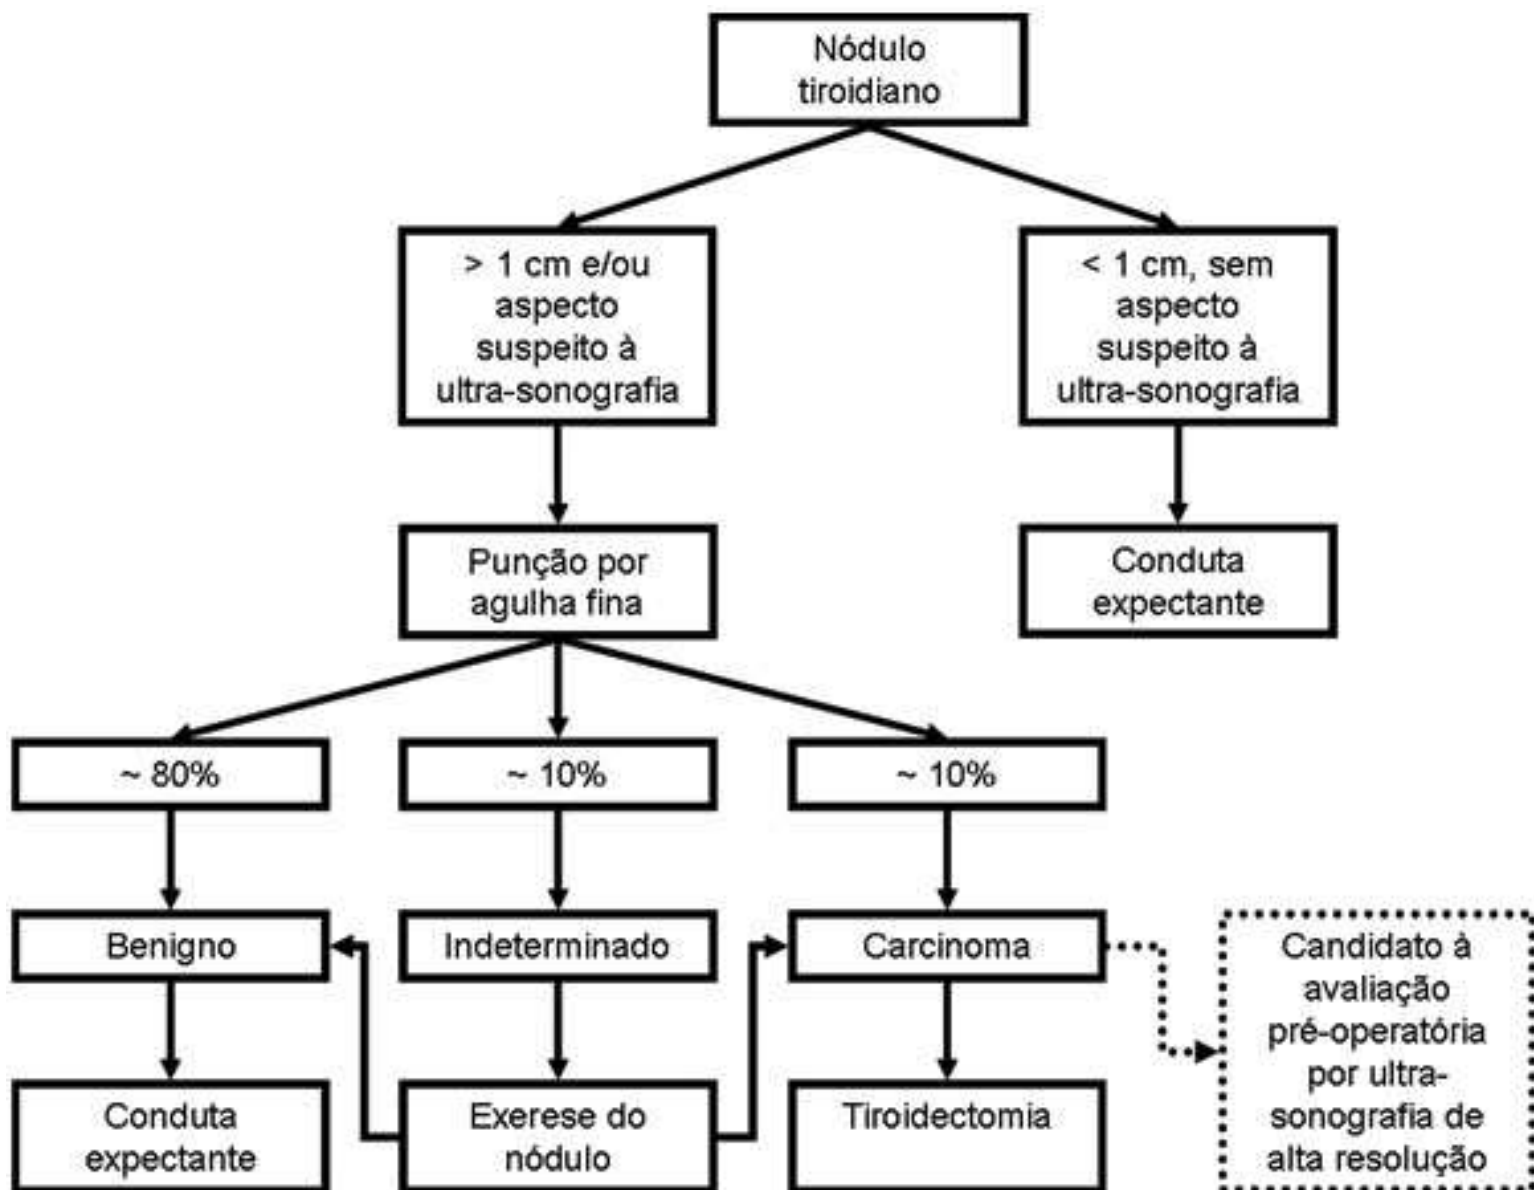 Nódulo
tiroidiano
> 1 cm e/ou
aspecto
suspeito à
ultra-sonografia
< 1 cm, sem
aspecto
suspeito à
ultra-sonografia
Punção por
agulha fina
Conduta
expectante
~ 80%
~ 10%
~ 10%
Benigno
Indeterminado
Carcinoma
Candidato à
avaliação
pré-operatória
por ultra-
sonografia de
alta resolução
Conduta
expectante
Exerese do
nódulo
Tiroidectomia